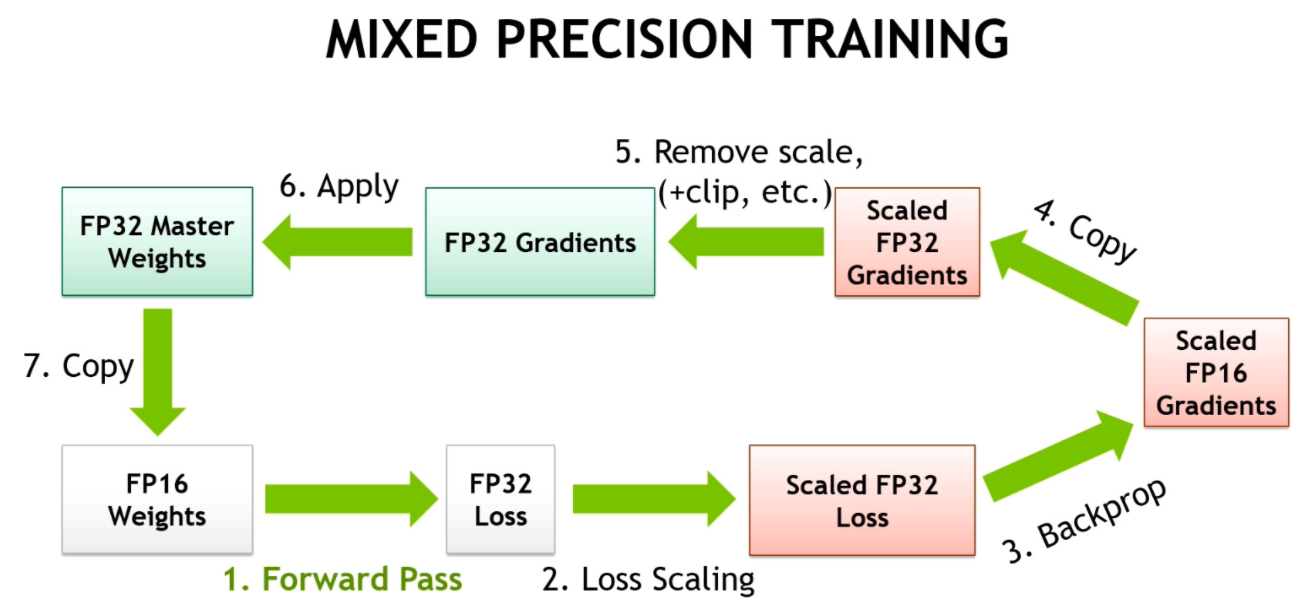 MIXED PRECISION TRAINING
5. Remove scale,
(+clip, etc.)
6. Apply
4. Copy
FP32 Master
Weights
FP32 Gradients
Scaled
FP32
Gradients
Scaled
FP16
Gradients
7. Copy
FP16
Weights
FP32
Loss
Scaled FP32
Loss
3. Backprop
1. Forward Pass
2. Loss Scaling